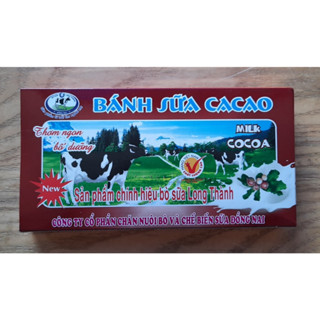 BÁNH SỮA CACAO
Thơm ngon
bổ dưỡng
MILK
COCOA
New
Sản phẩm chính hiệu bò sữa Long Thành
CÔNG TY CỔ PHẦN CHĂN NUÔI BÒ VÀ CHẾ BIẾN SỮA ĐỒNG NAI